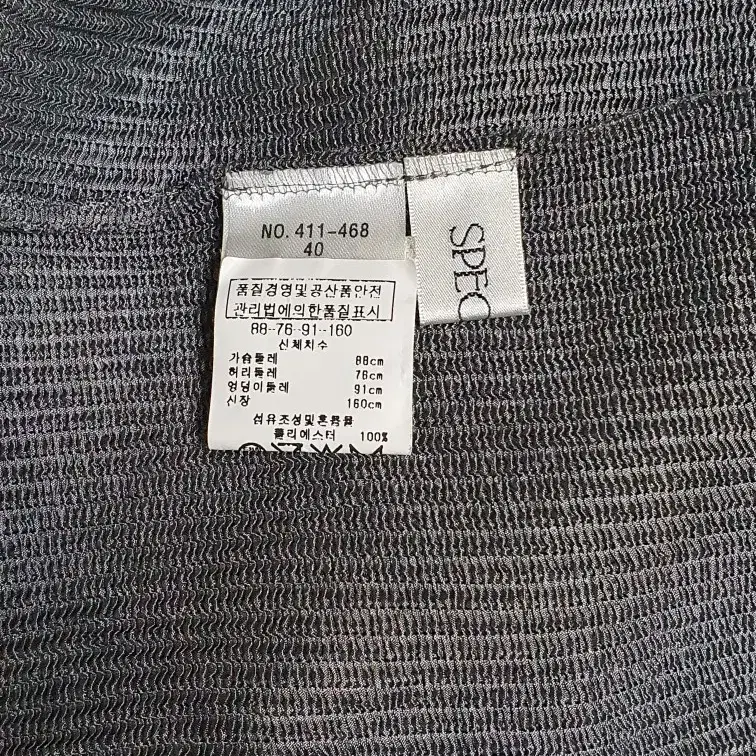 NO. 411-468
40
SPEC
품질경영및공산품안전
관리법에의한품질표시
88-76-91-160
신체치수
가슴둘레 88cm
허리둘레 76cm
엉덩이둘레 91cm
신장 160cm
섬유조성및혼용률
폴리에스터 100%